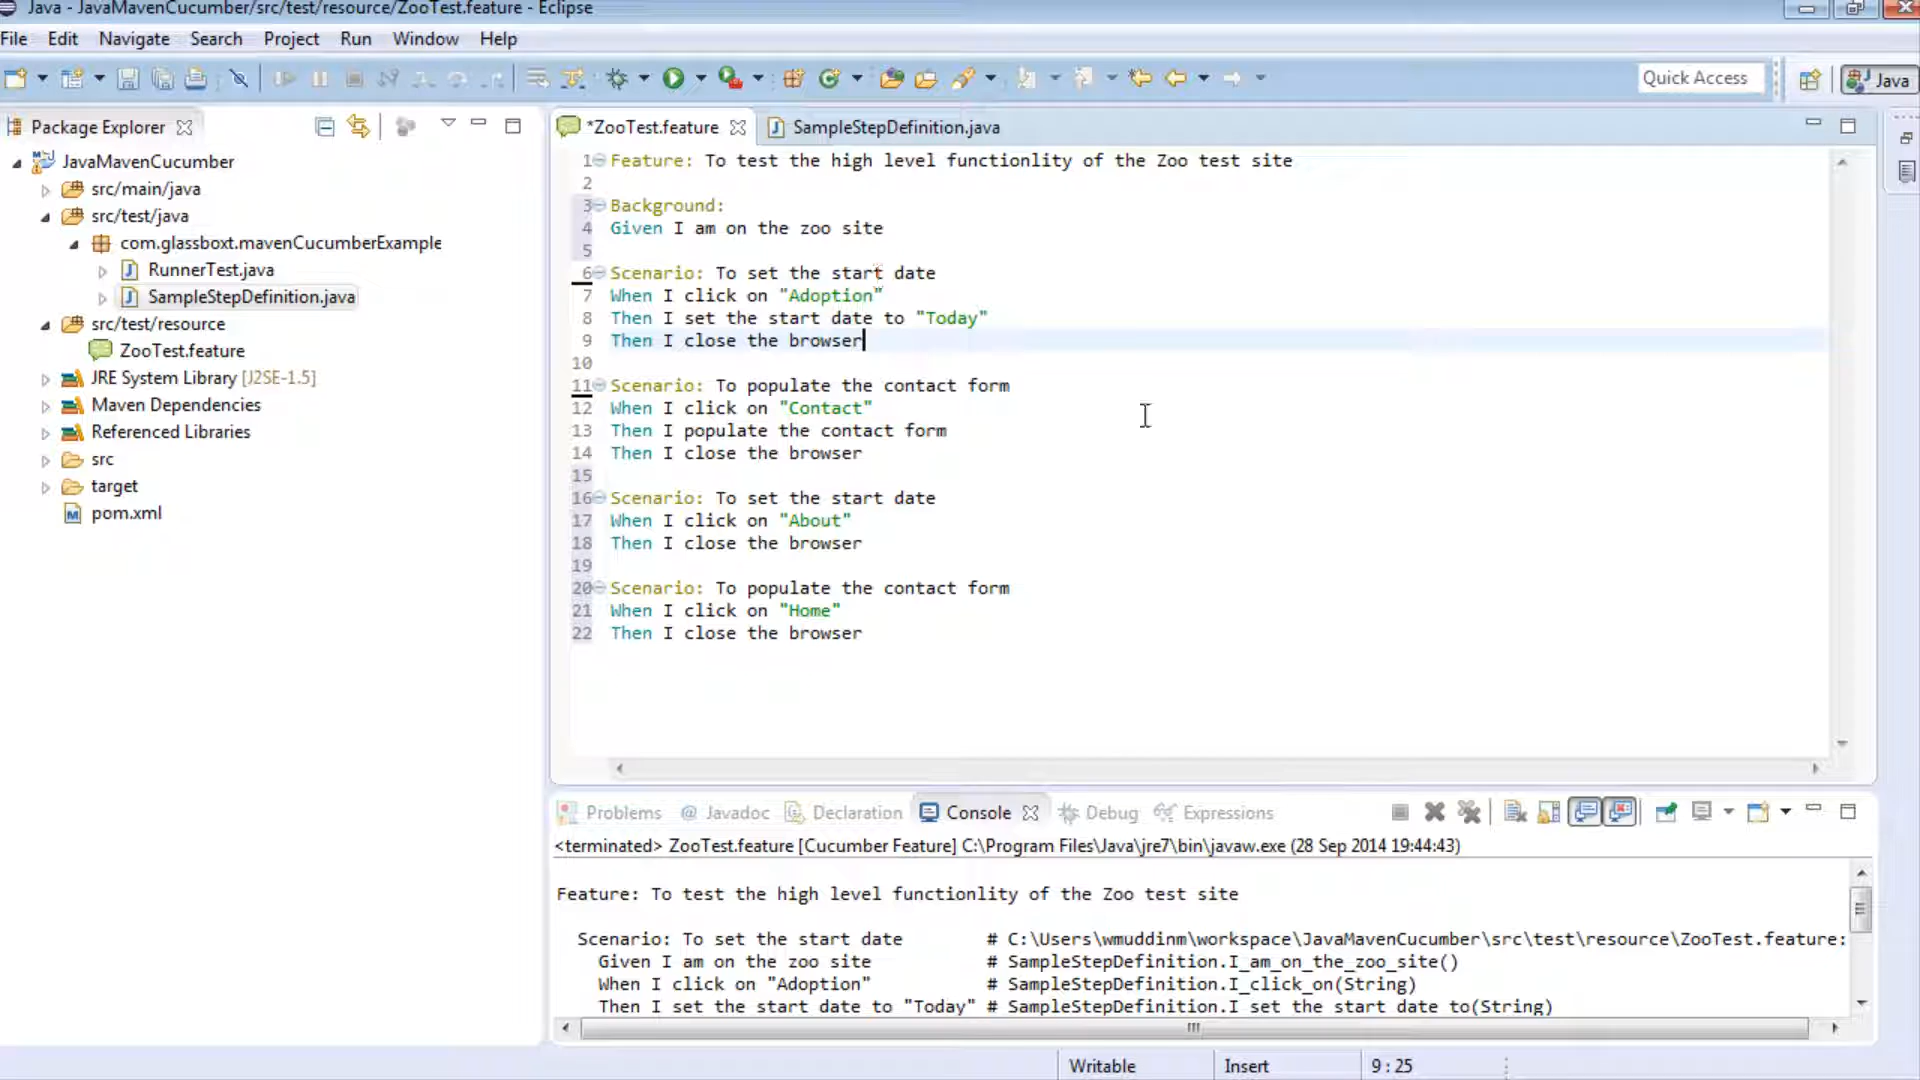 Java - JavaMavenCucumber/src/test/resource/ZooTest.feature - Eclipse
File Edit Navigate Search Project Run Window Help
Quick Access
Java
Package Explorer
JavaMavenCucumber
src/main/java
src/test/java
com.glassboxt.mavenCucumberExample
RunnerTest.java
SampleStepDefinition.java
src/test/resource
ZooTest.feature
JRE System Library [J2SE-1.5]
Maven Dependencies
Referenced Libraries
src
target
pom.xml
*ZooTest.feature
SampleStepDefinition.java
1 Feature: To test the high level functionlity of the Zoo test site
2
3 Background:
4 Given I am on the zoo site
5
6 Scenario: To set the start date
7 When I click on "Adoption"
8 Then I set the start date to "Today"
9 Then I close the browser
10
11 Scenario: To populate the contact form
12 When I click on "Contact"
13 Then I populate the contact form
14 Then I close the browser
15
16 Scenario: To set the start date
17 When I click on "About"
18 Then I close the browser
19
20 Scenario: To populate the contact form
21 When I click on "Home"
22 Then I close the browser
Problems @ Javadoc Declaration Console Debug Expressions
<terminated> ZooTest.feature [Cucumber Feature] C:\Program Files\Java\jre7\bin\javaw.exe (28 Sep 2014 19:44:43)
Feature: To test the high level functionlity of the Zoo test site
Scenario: To set the start date # C:\Users\wmuddinm\workspace\JavaMavenCucumber\src\test\resource\ZooTest.feature:
Given I am on the zoo site # SampleStepDefinition.I_am_on_the_zoo_site()
When I click on "Adoption" # SampleStepDefinition.I_click_on(String)
Then I set the start date to "Today" # SampleStepDefinition.I set the start date to(String)
Writable Insert 9 : 25